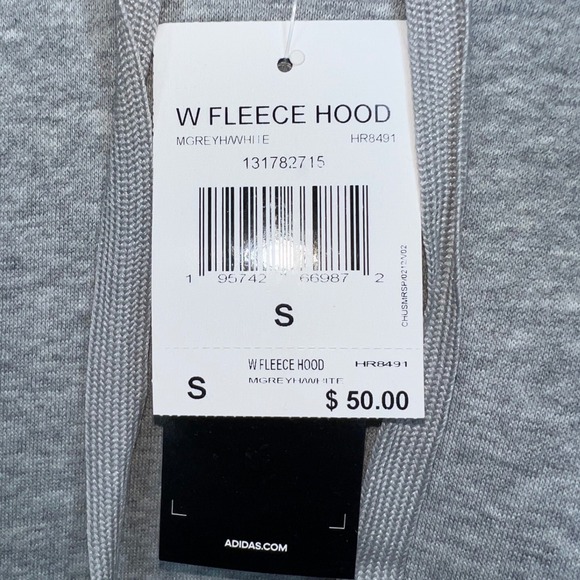 W FLEECE HOOD
MGREYH/WHITE HR8491
131782715
1 95742 66987 2
S
W FLEECE HOOD HR8491
S MGREYH/WHITE
$ 50.00
ADIDAS.COM